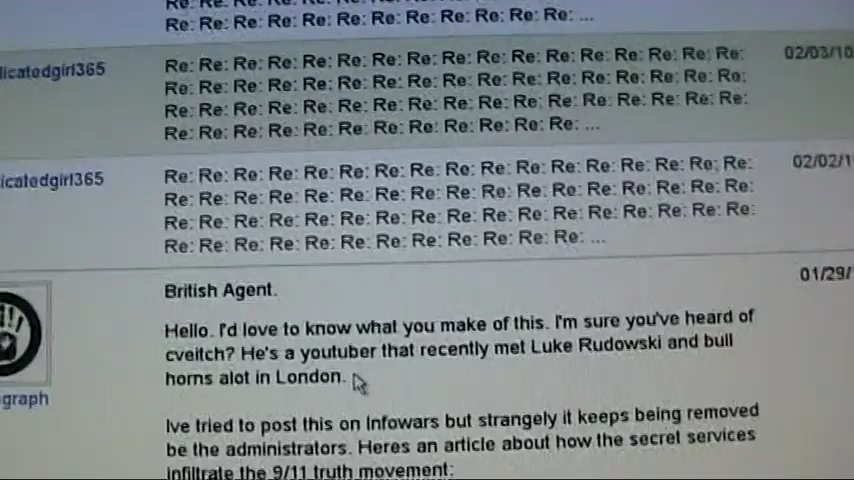 Re: Re: Re: Re: Re: Re: Re: Re: Re: Re: Re: Re: ...
licatedgirl365
02/03/10
Re: Re: Re: Re: Re: Re: Re: Re: Re: Re: Re: Re: Re: Re: Re: Re: Re:
Re: Re: Re: Re: Re: Re: Re: Re: Re: Re: Re: Re: Re: Re: Re: Re: Re:
Re: Re: Re: Re: Re: Re: Re: Re: Re: Re: Re: Re: Re: Re: Re: Re: Re:
Re: Re: Re: Re: Re: Re: Re: Re: Re: Re: Re: Re: ...
icatedgirl365
02/02/1
Re: Re: Re: Re: Re: Re: Re: Re: Re: Re: Re: Re: Re: Re: Re: Re: Re:
Re: Re: Re: Re: Re: Re: Re: Re: Re: Re: Re: Re: Re: Re: Re: Re: Re:
Re: Re: Re: Re: Re: Re: Re: Re: Re: Re: Re: Re: Re: Re: Re: Re: Re:
Re: Re: Re: Re: Re: Re: Re: Re: Re: Re: Re: Re: ...
British Agent.
01/29/
Hello. I'd love to know what you make of this. I'm sure you've heard of
cveitch? He's a youtuber that recently met Luke Rudowski and bull
horns alot in London.
graph
Ive tried to post this on Infowars but strangely it keeps being removed
be the administrators. Heres an article about how the secret services
infiltrate the 9/11 truth movement: